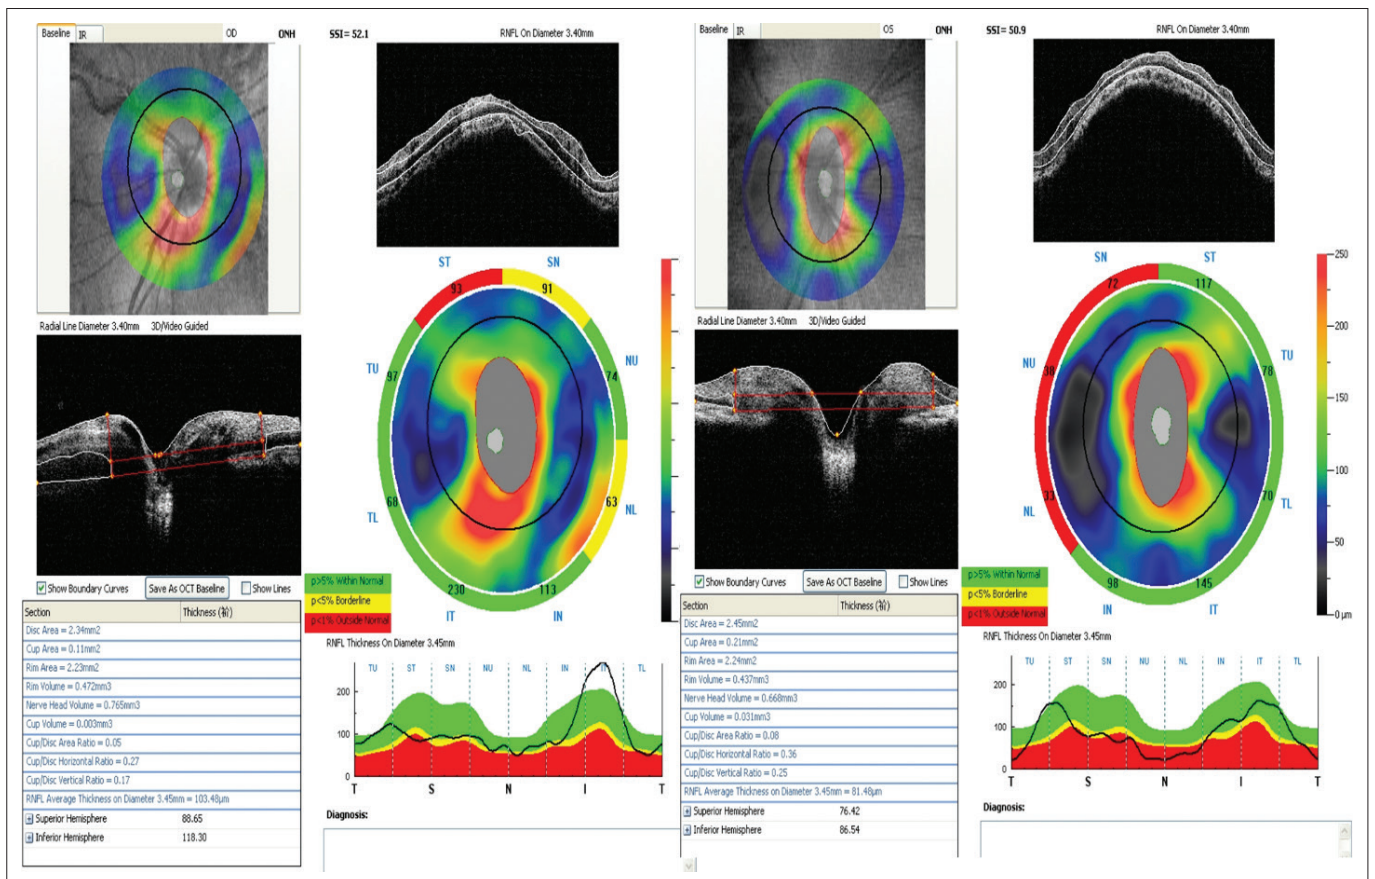 Baseline IR OD ONH
SSI= 52.1 RNFL On Diameter 3.40mm
Radial Line Diameter 3.40mm 3D/Video Guided
ST SN
93 91
TU NU
97 74
68 63
TL NL
230 113
IT IN
Show Boundary Curves Save As OCT Baseline Show Lines
p>5% Within Normal
p<5% Borderline
p<1% Outside Normal
Section Thickness
Disc Area = 2.34mm2
Cup Area = 0.11mm2
Rim Area = 2.23mm2
Rim Volume = 0.472mm3
Nerve Head Volume = 0.765mm3
Cup Volume = 0.003mm3
Cup/Disc Area Ratio = 0.05
Cup/Disc Horizontal Ratio = 0.27
Cup/Disc Vertical Ratio = 0.17
RNFL Average Thickness on Diameter 3.45mm = 103.48μm
Superior Hemisphere 88.65
Inferior Hemisphere 118.30
RNFL Thickness On Diameter 3.45mm
TU ST SN NU NL IN IT TL
200
100
0
T S N I T
Diagnosis:
Baseline IR OS ONH
SSI= 50.9 RNFL On Diameter 3.40mm
Radial Line Diameter 3.40mm 3D/Video Guided
SN ST
72 117
NU TU
38 78
33 70
NL TL
98 145
IN IT
250
200
150
100
50
0 μm
Show Boundary Curves Save As OCT Baseline Show Lines
p>5% Within Normal
p<5% Borderline
p<1% Outside Normal
Section Thickness
Disc Area = 2.45mm2
Cup Area = 0.21mm2
Rim Area = 2.24mm2
Rim Volume = 0.437mm3
Nerve Head Volume = 0.668mm3
Cup Volume = 0.031mm3
Cup/Disc Area Ratio = 0.08
Cup/Disc Horizontal Ratio = 0.36
Cup/Disc Vertical Ratio = 0.25
RNFL Average Thickness on Diameter 3.45mm = 81.48μm
Superior Hemisphere 76.42
Inferior Hemisphere 86.54
RNFL Thickness On Diameter 3.45mm
TU ST SN NU NL IN IT TL
200
100
0
T S N I T
Diagnosis: